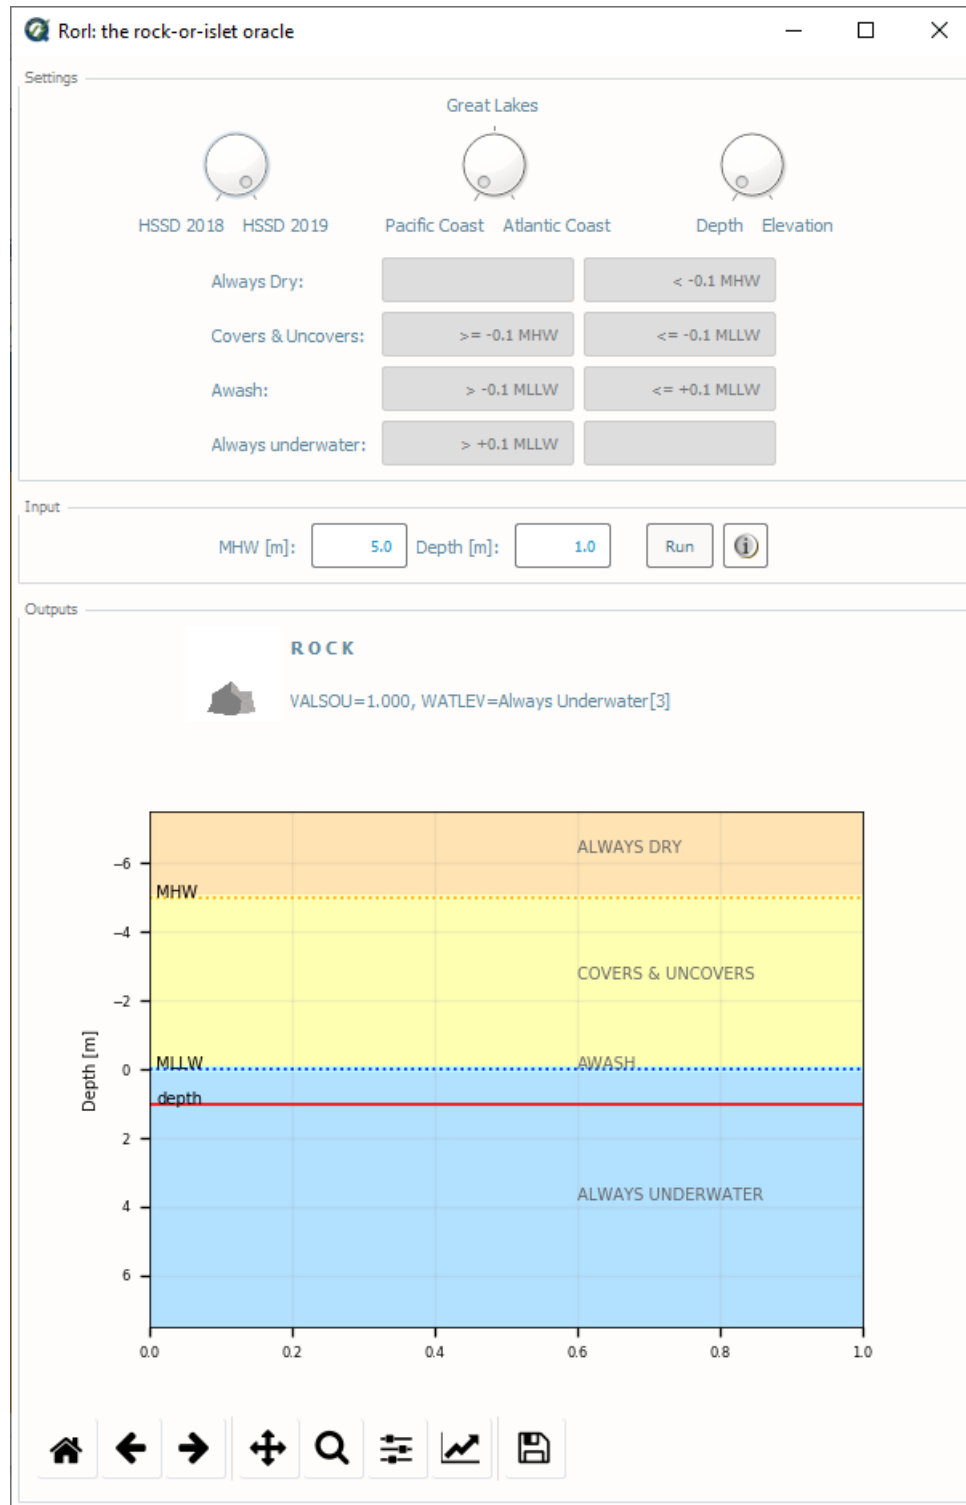 RorI: the rock-or-islet oracle
Settings
Great Lakes
HSSD 2018 HSSD 2019 Pacific Coast Atlantic Coast Depth Elevation
Always Dry: < -0.1 MHW
Covers & Uncovers: >= -0.1 MHW <= -0.1 MLLW
Awash: > -0.1 MLLW <= +0.1 MLLW
Always underwater: > +0.1 MLLW
Input
MHW [m]: 5.0 Depth [m]: 1.0 Run
Outputs
ROCK
VALSOU=1.000, WATLEV=Always Underwater[3]
ALWAYS DRY
−6
MHW
−4
COVERS & UNCOVERS
−2
MLLW AWASH
0
depth
Depth [m]
2
ALWAYS UNDERWATER
4
6
0.0 0.2 0.4 0.6 0.8 1.0